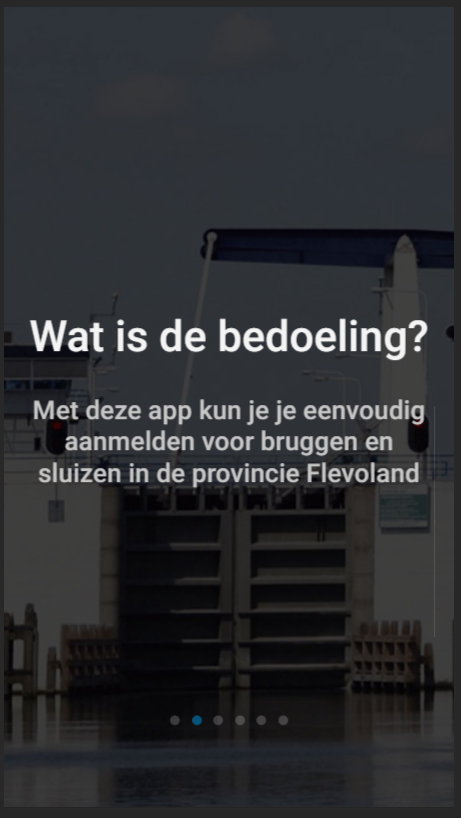 Wat is de bedoeling?
Met deze app kun je je eenvoudig
aanmelden voor bruggen en
sluizen in de provincie Flevoland